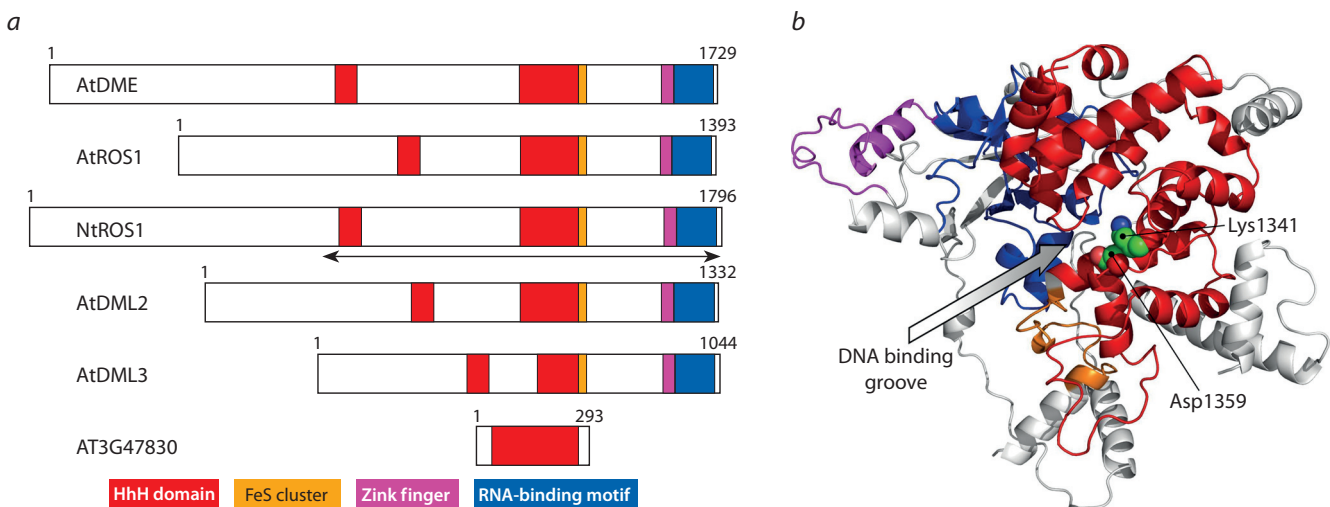 a
1 1729
AtDME
1 1393
AtROS1
1 1796
NtROS1
1 1332
AtDML2
1 1044
AtDML3
1 293
AT3G47830
HhH domain FeS cluster Zink finger RNA-binding motif
b
Lys1341
DNA binding
groove
Asp1359